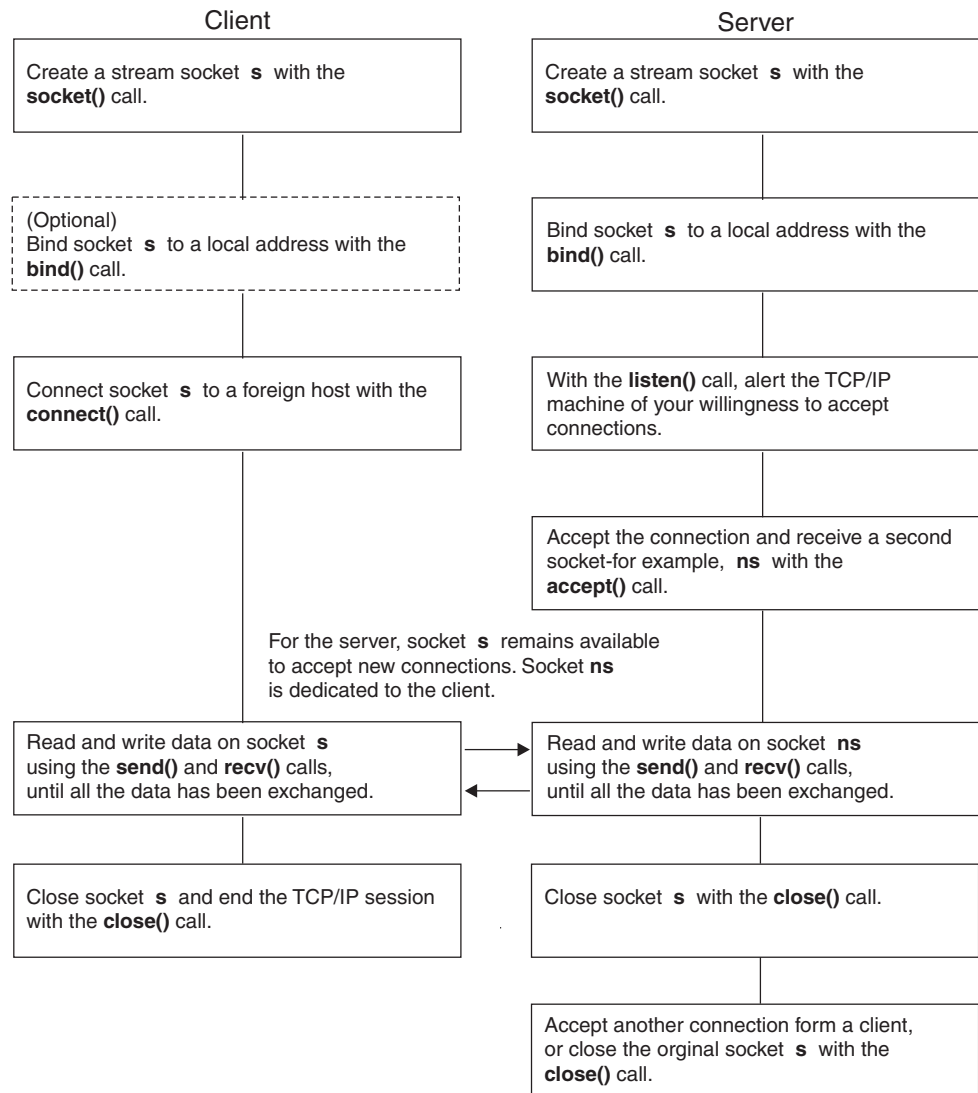 Client
Server
Create a stream socket s with the
socket() call.
Create a stream socket s with the
socket() call.
(Optional)
Bind socket s to a local address with the
bind() call.
Bind socket s to a local address with the
bind() call.
Connect socket s to a foreign host with the
connect() call.
With the listen() call, alert the TCP/IP
machine of your willingness to accept
connections.
Accept the connection and receive a second
socket-for example, ns with the
accept() call.
For the server, socket s remains available
to accept new connections. Socket ns
is dedicated to the client.
Read and write data on socket s
using the send() and recv() calls,
until all the data has been exchanged.
Read and write data on socket ns
using the send() and recv() calls,
until all the data has been exchanged.
Close socket s and end the TCP/IP session
with the close() call.
Close socket s with the close() call.
Accept another connection form a client,
or close the orginal socket s with the
close() call.